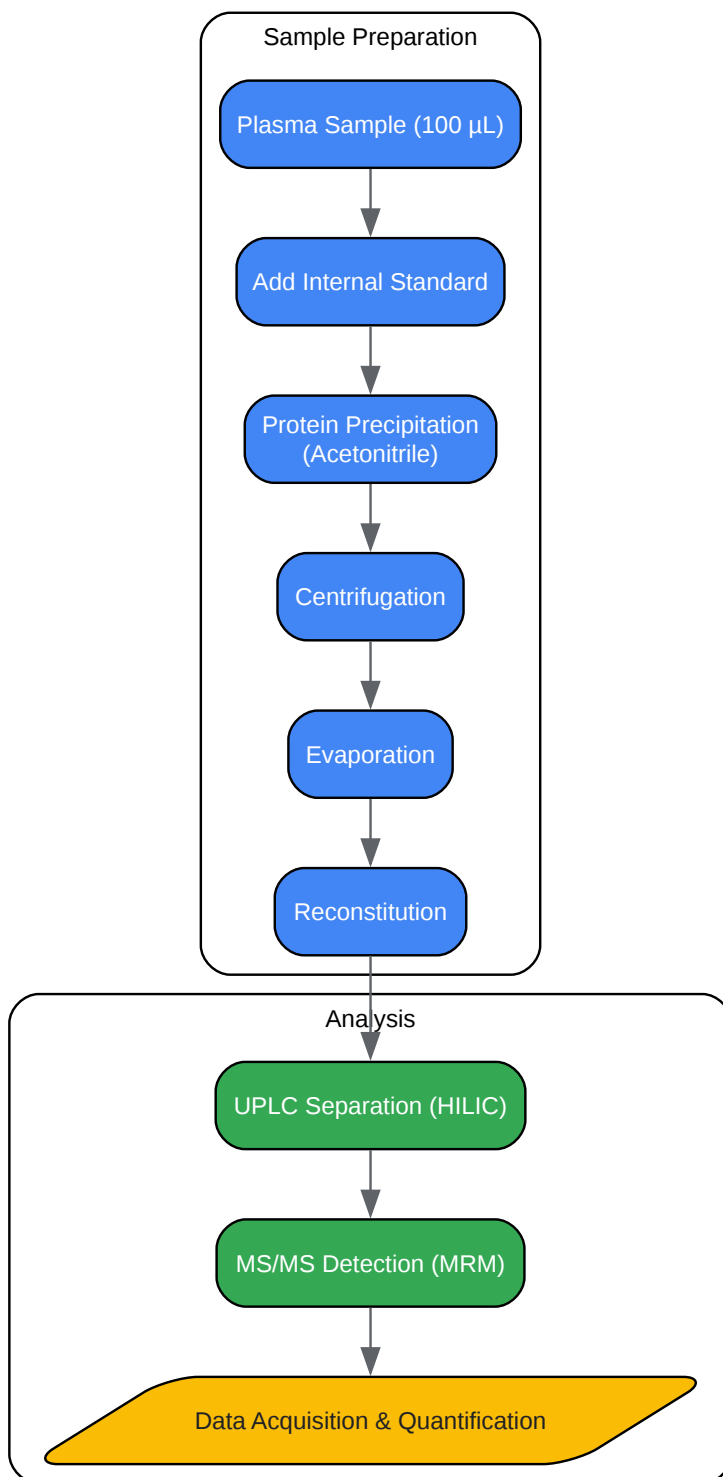 Sample Preparation
Plasma Sample (100 µL)
Add Internal Standard
Protein Precipitation
(Acetonitrile)
Centrifugation
Evaporation
Reconstitution
Analysis
UPLC Separation (HILIC)
MS/MS Detection (MRM)
Data Acquisition & Quantification